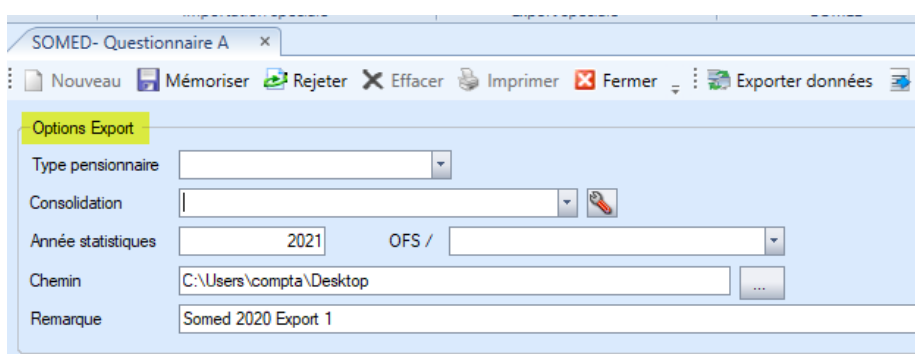 SOMED- Questionnaire A ×
Nouveau Mémoriser Rejeter Effacer Imprimer Fermer Exporter données
Options Export
Type pensionnaire
Consolidation
Année statistiques 2021 OFS /
Chemin C:\Users\compta\Desktop ...
Remarque Somed 2020 Export 1